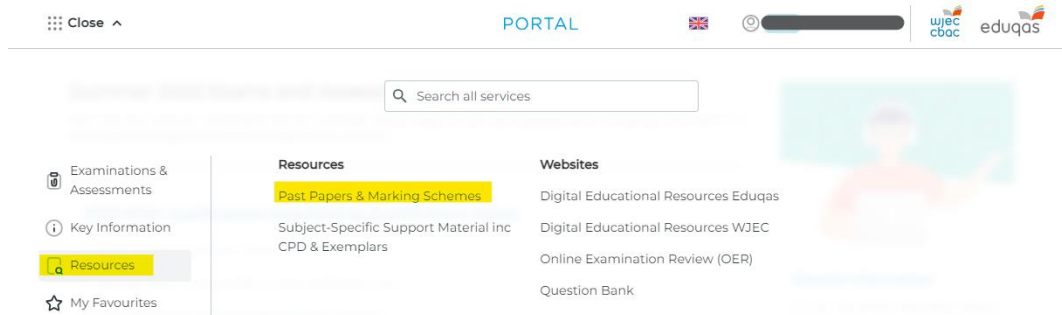 Close
PORTAL
wjec
cbac
eduqas
Search all services
Examinations &
Assessments
Key Information
Resources
My Favourites
Resources
Past Papers & Marking Schemes
Subject-Specific Support Material inc
CPD & Exemplars
Websites
Digital Educational Resources Eduqas
Digital Educational Resources WJEC
Online Examination Review (OER)
Question Bank